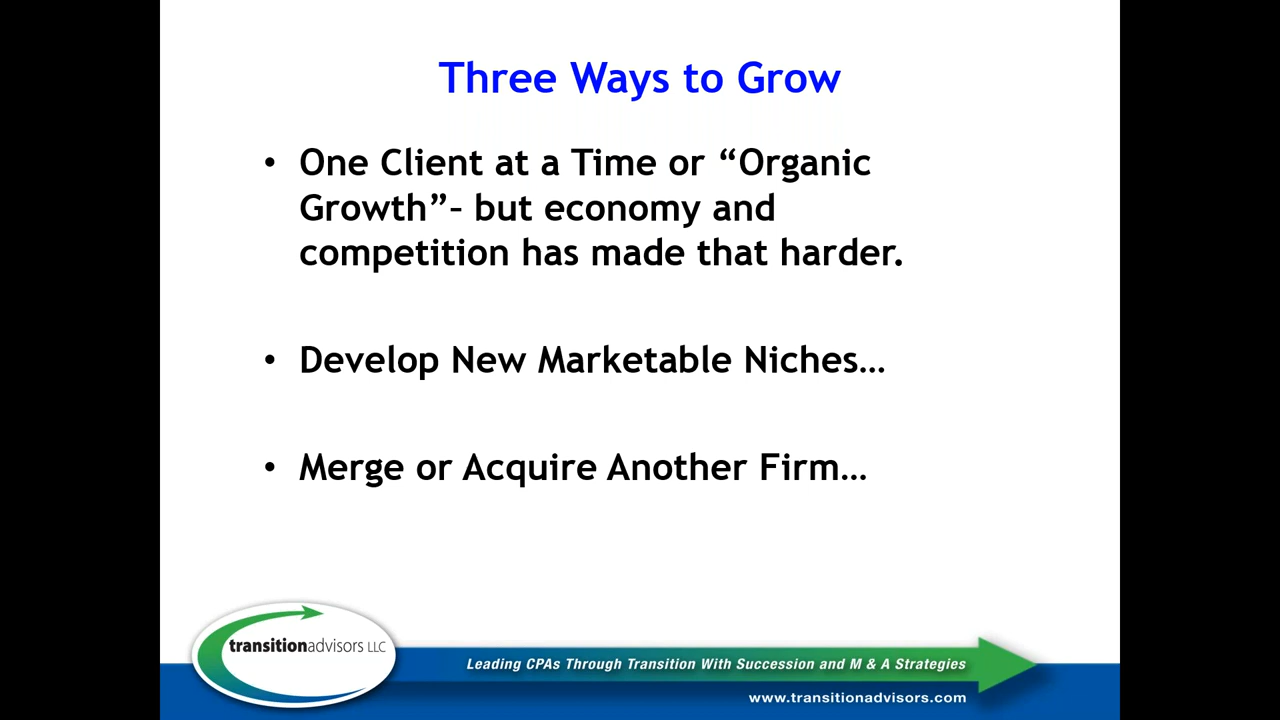 Three Ways to Grow
• One Client at a Time or “Organic
Growth”– but economy and
competition has made that harder.
• Develop New Marketable Niches…
• Merge or Acquire Another Firm…
transitionadvisors LLC
Leading CPAs Through Transition With Succession and M & A Strategies
www.transitionadvisors.com